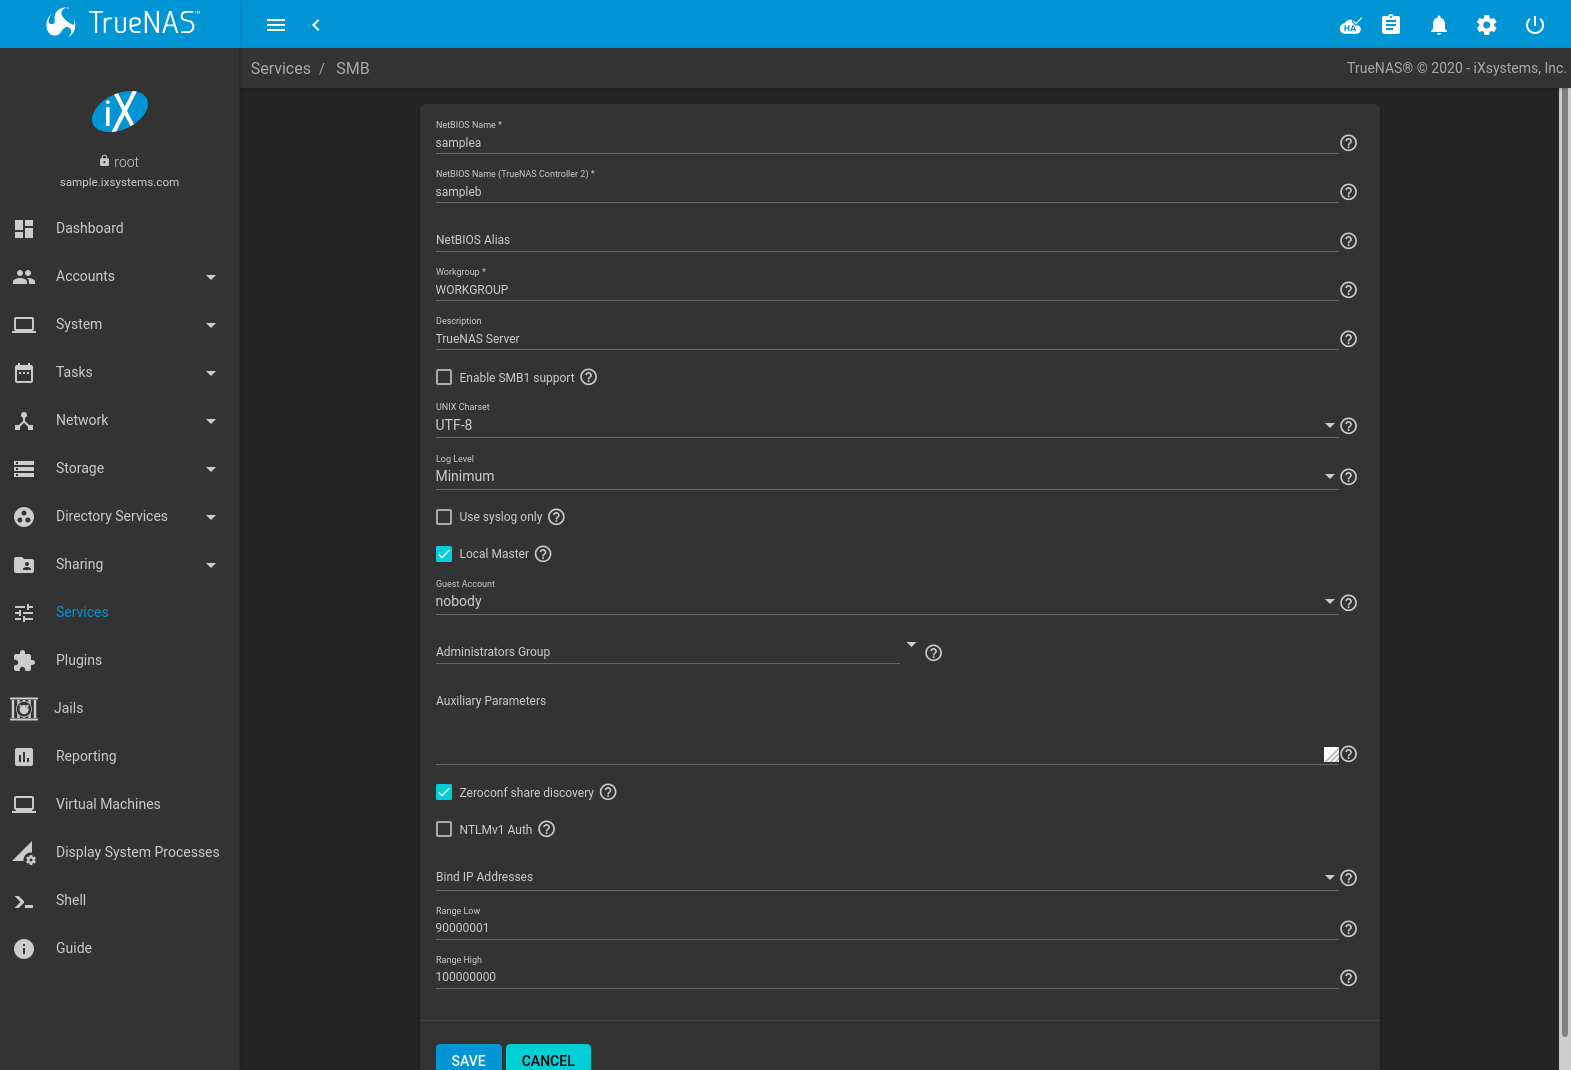 TrueNAS™
HA
Services / SMB
TrueNAS® © 2020 - iXsystems, Inc.
iX
root
sample.ixsystems.com
Dashboard
Accounts
System
Tasks
Network
Storage
Directory Services
Sharing
Services
Plugins
Jails
Reporting
Virtual Machines
Display System Processes
Shell
Guide
NetBIOS Name *
samplea
NetBIOS Name (TrueNAS Controller 2) *
sampleb
NetBIOS Alias
Workgroup *
WORKGROUP
Description
TrueNAS Server
Enable SMB1 support
UNIX Charset
UTF-8
Log Level
Minimum
Use syslog only
Local Master
Guest Account
nobody
Administrators Group
Auxiliary Parameters
Zeroconf share discovery
NTLMv1 Auth
Bind IP Addresses
Range Low
90000001
Range High
100000000
SAVE
CANCEL